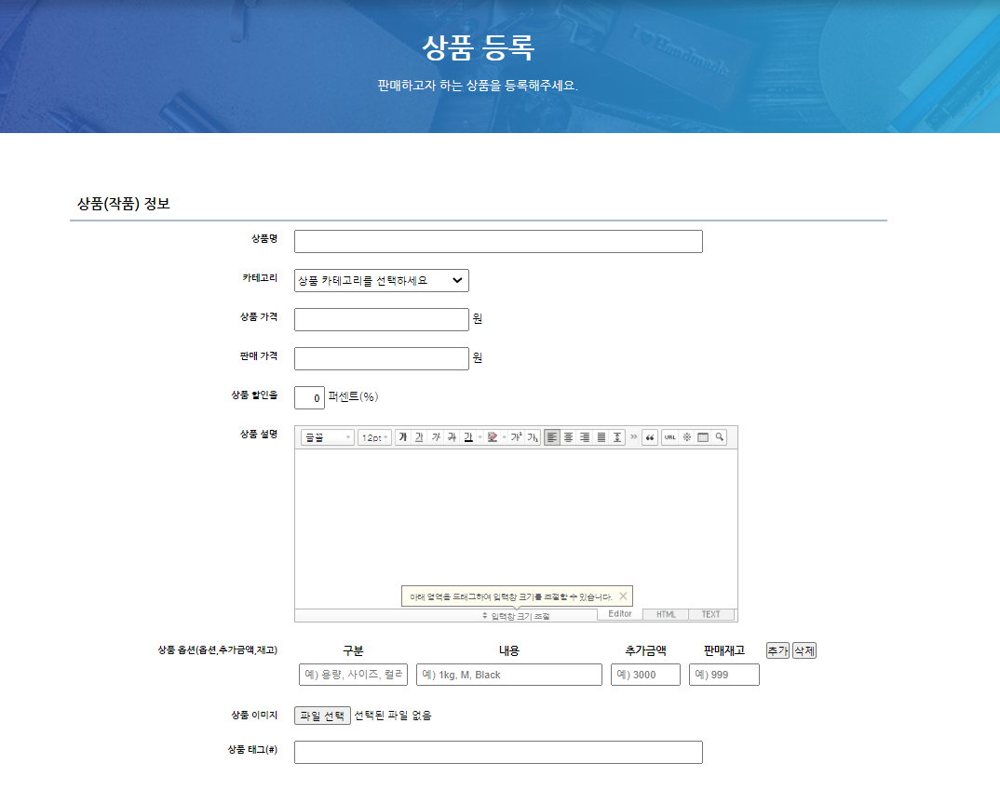 I ♡ Handmade
상품 등록
판매하고자 하는 상품을 등록해주세요.
상품(작품) 정보
상품명
카테고리 상품 카테고리를 선택하세요
상품 가격 원
판매 가격 원
상품 할인율 0 퍼센트(%)
상품 설명 글꼴 12pt 가 가 가 가 가 가² 가₁ » “ URL ※
아래 영역을 드래그하여 입력창 크기를 조절할 수 있습니다.
입력창 크기 조절 Editor HTML TEXT
상품 옵션(옵션,추가금액,재고) 구분 내용 추가금액 판매재고 추가 삭제
예) 용량, 사이즈, 컬러 예) 1kg, M, Black 예) 3000 예) 999
상품 이미지 파일 선택 선택된 파일 없음
상품 태그(#)